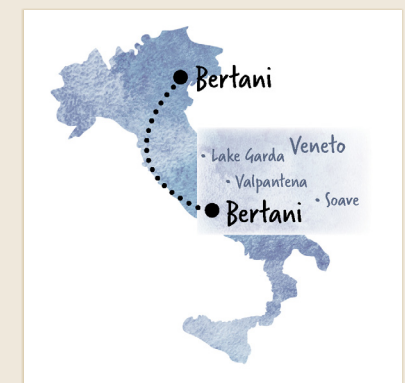 Bertani
Veneto
Lake Garda
Valpantena
Soave
Bertani